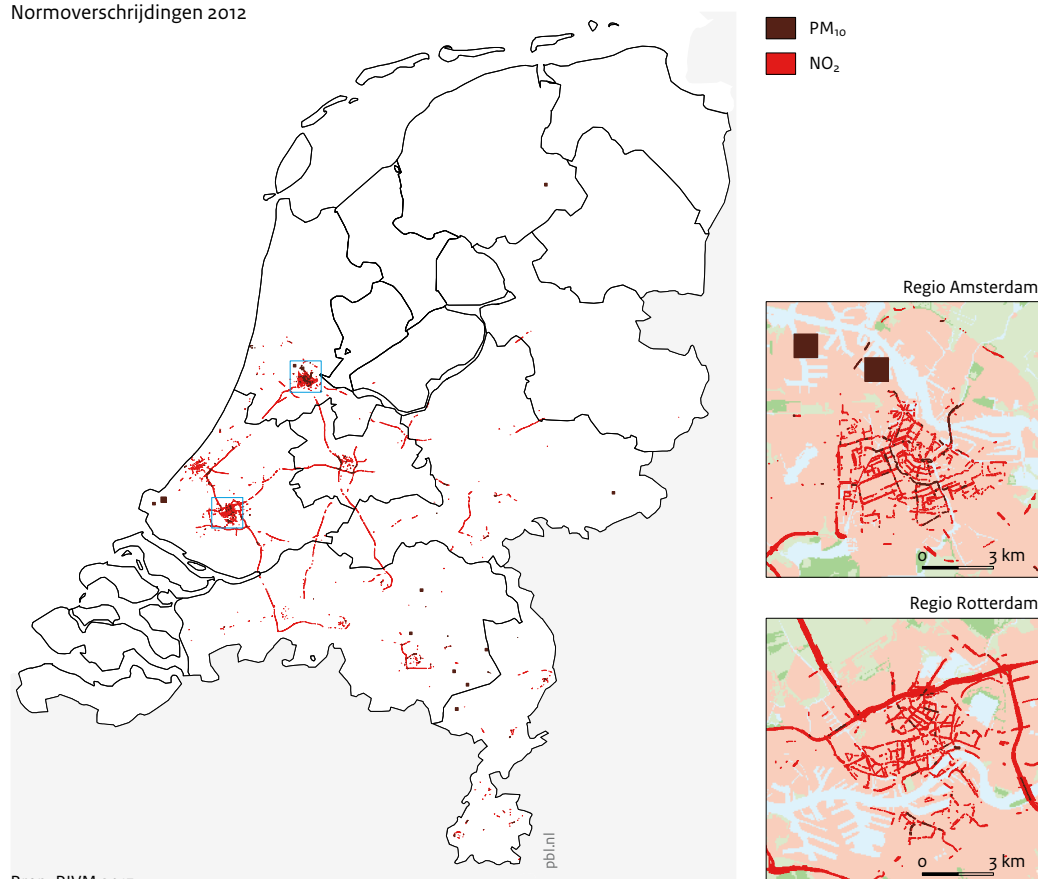 Normoverschrijdingen 2012
PM₁₀
NO₂
Regio Amsterdam
0 3 km
Regio Rotterdam
0 3 km
pbl.nl